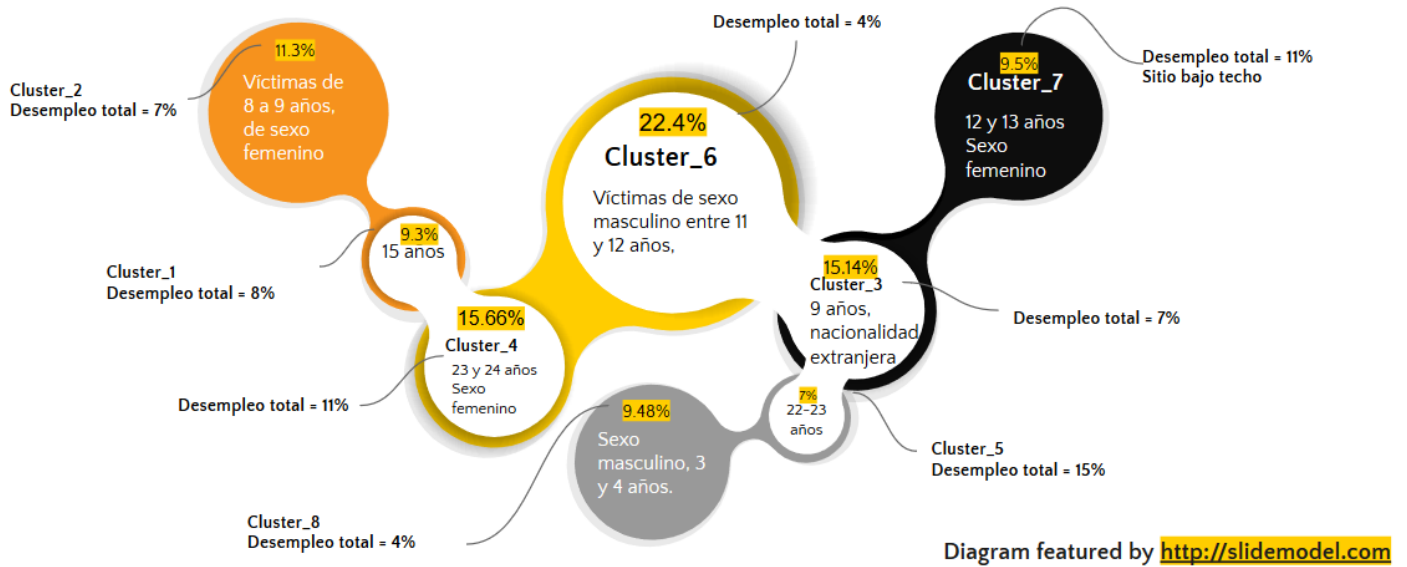 Desempleo total = 4%
11.3%
Víctimas de
8 a 9 años,
de sexo
femenino
Cluster_2
Desempleo total = 7%
22.4%
Cluster_6
Víctimas de sexo
masculino entre 11
y 12 años,
9.5%
Cluster_7
12 y 13 años
Sexo
femenino
Desempleo total = 11%
Sitio bajo techo
9.3%
15 anos
Cluster_1
Desempleo total = 8%
15.14%
Cluster_3
9 años,
nacionalidad
extranjera
Desempleo total = 7%
15.66%
Cluster_4
23 y 24 años
Sexo
femenino
Desempleo total = 11%
9.48%
Sexo
masculino, 3
y 4 años.
7%
22-23
años
Cluster_5
Desempleo total = 15%
Cluster_8
Desempleo total = 4%
Diagram featured by http://slidemodel.com